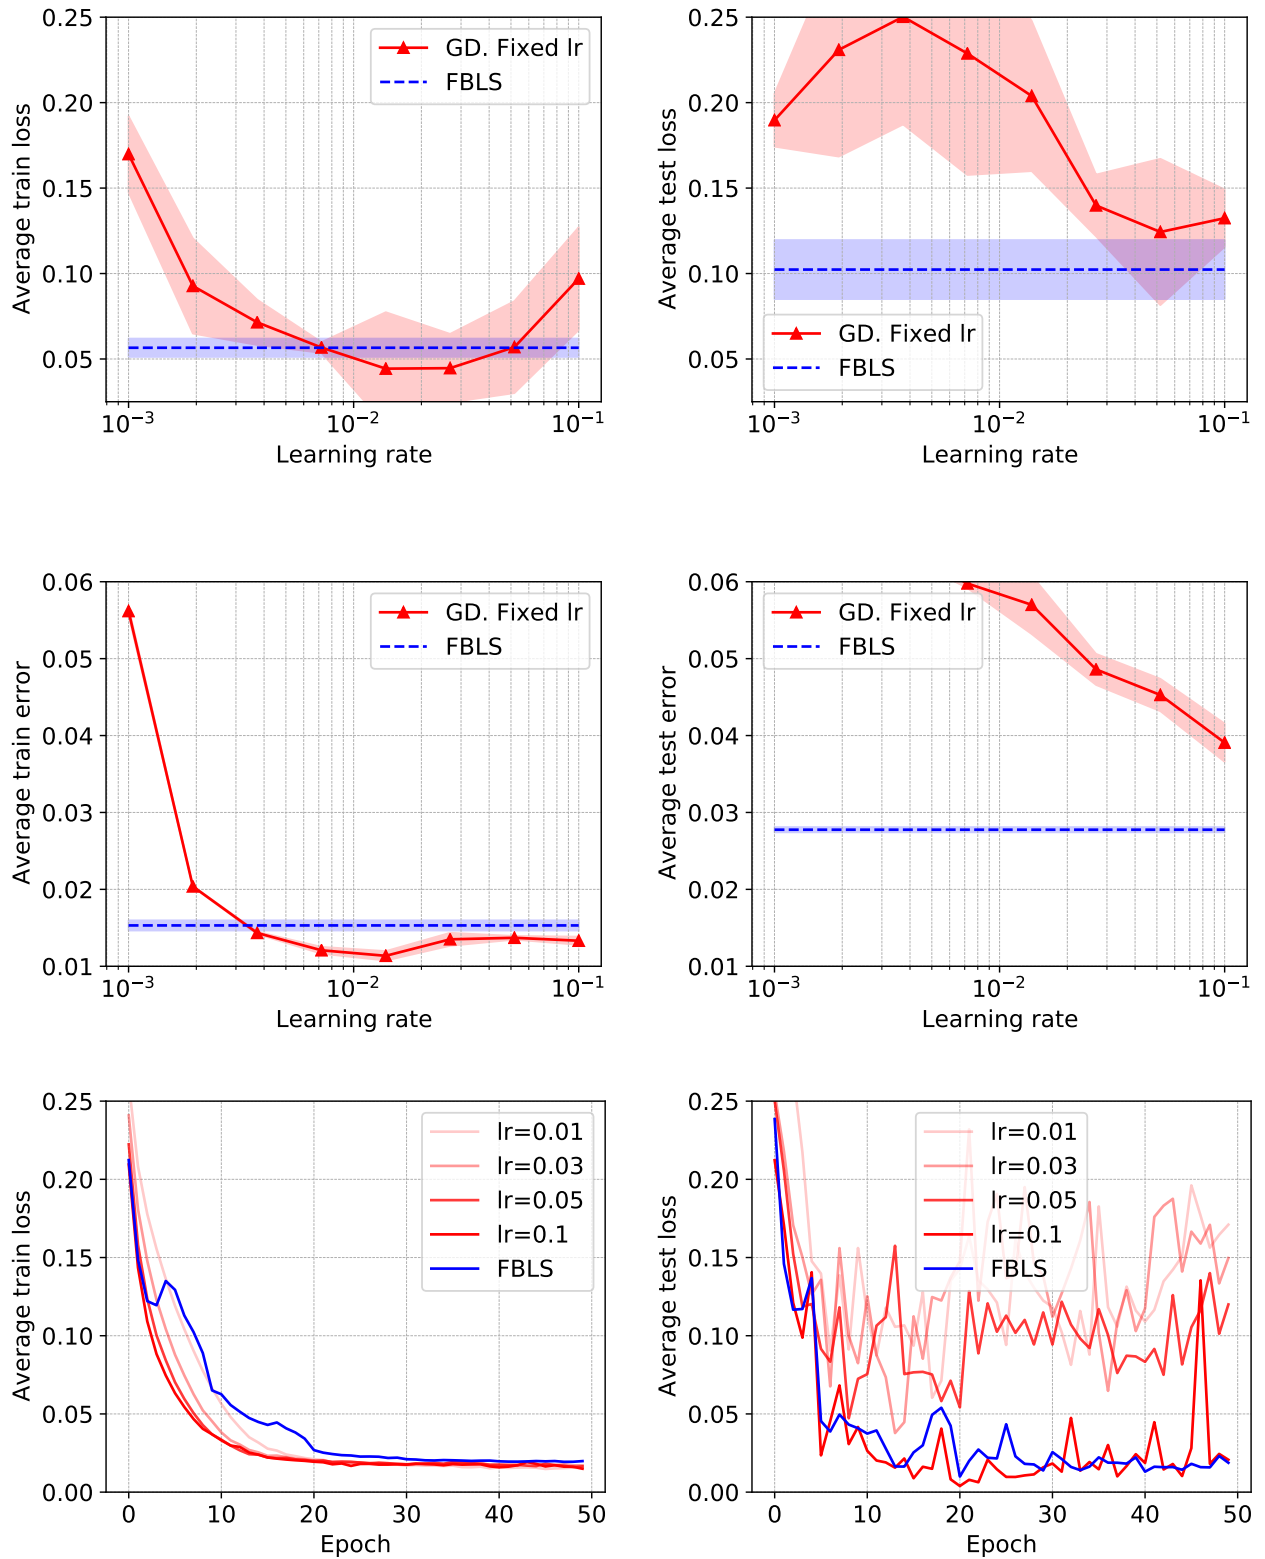 0.25
0.20
0.15
0.10
0.05
Average train loss
GD. Fixed lr
FBLS
10−3
10−2
10−1
Learning rate
0.25
0.20
0.15
0.10
0.05
Average test loss
GD. Fixed lr
FBLS
10−3
10−2
10−1
Learning rate
0.06
0.05
0.04
0.03
0.02
0.01
Average train error
GD. Fixed lr
FBLS
10−3
10−2
10−1
Learning rate
0.06
0.05
0.04
0.03
0.02
0.01
Average test error
GD. Fixed lr
FBLS
10−3
10−2
10−1
Learning rate
0.25
0.20
0.15
0.10
0.05
0.00
Average train loss
lr=0.01
lr=0.03
lr=0.05
lr=0.1
FBLS
0
10
20
30
40
50
Epoch
0.25
0.20
0.15
0.10
0.05
0.00
Average test loss
lr=0.01
lr=0.03
lr=0.05
lr=0.1
FBLS
0
10
20
30
40
50
Epoch